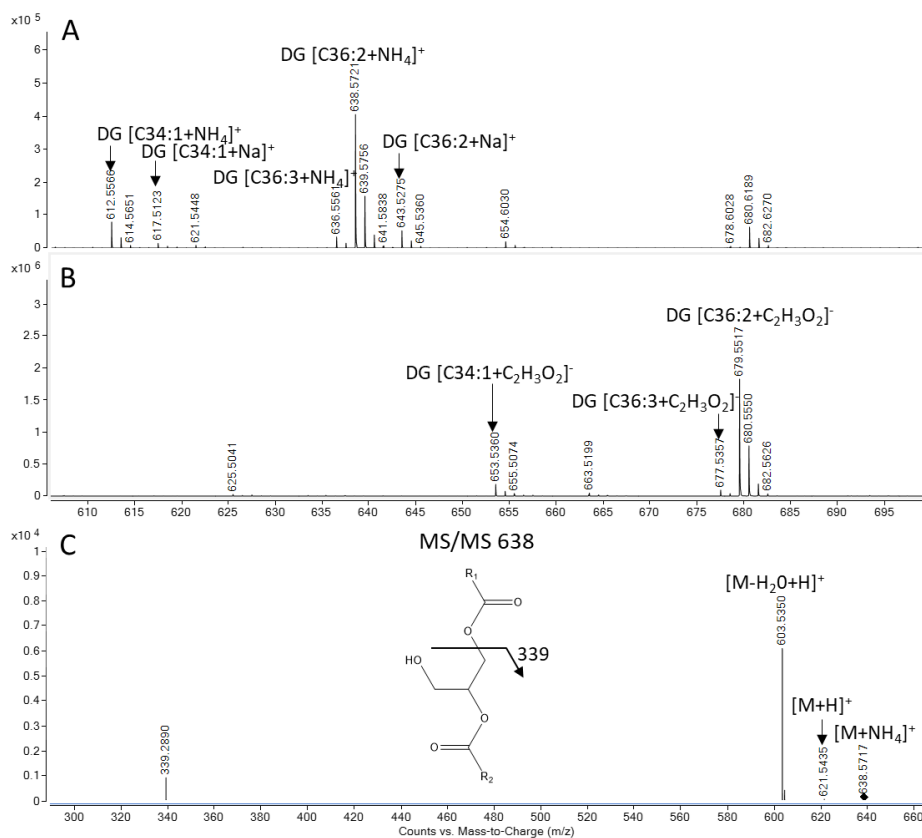 x10 5
A
6
5
4
3
2
1
0
DG [C34:1+NH4]+
DG [C34:1+Na]+
DG [C36:2+NH4]+
DG [C36:3+NH4]+
DG [C36:2+Na]+
612.5566
614.5651
617.5123
621.5448
636.5561
638.5721
639.5756
641.5838
643.5275
645.5360
654.6030
678.6028
680.6189
682.6270
x10 6
B
3
2.5
2
1.5
1
0.5
0
DG [C36:2+C2H3O2]-
DG [C34:1+C2H3O2]-
DG [C36:3+C2H3O2]-
625.5041
653.5360
655.5074
663.5199
677.5357
679.5517
680.5550
682.5626
610 615 620 625 630 635 640 645 650 655 660 665 670 675 680 685 690 695
x10 4
C
MS/MS 638
1
0.9
0.8
0.7
0.6
0.5
0.4
0.3
0.2
0.1
0
R1
O
O
HO
339
O
O
R2
[M-H20+H]+
[M+H]+
[M+NH4]+
339.2890
603.5350
621.5435
638.5717
300 320 340 360 380 400 420 440 460 480 500 520 540 560 580 600 620 640 660
Counts vs. Mass-to-Charge (m/z)